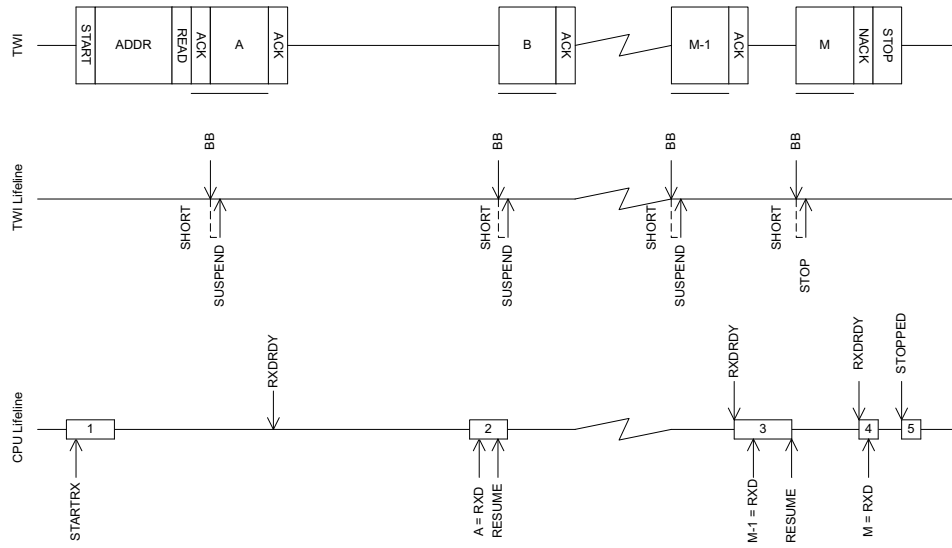 TWI
START
ADDR
READ
ACK
A
ACK
B
ACK
M-1
ACK
M
NACK
STOP
TWI Lifeline
BB
SHORT
SUSPEND
BB
SHORT
SUSPEND
BB
SHORT
SUSPEND
BB
SHORT
STOP
CPU Lifeline
RXDRDY
RXDRDY
RXDRDY
STOPPED
1
2
3
4
5
STARTRX
A = RXD
RESUME
M-1 = RXD
RESUME
M = RXD